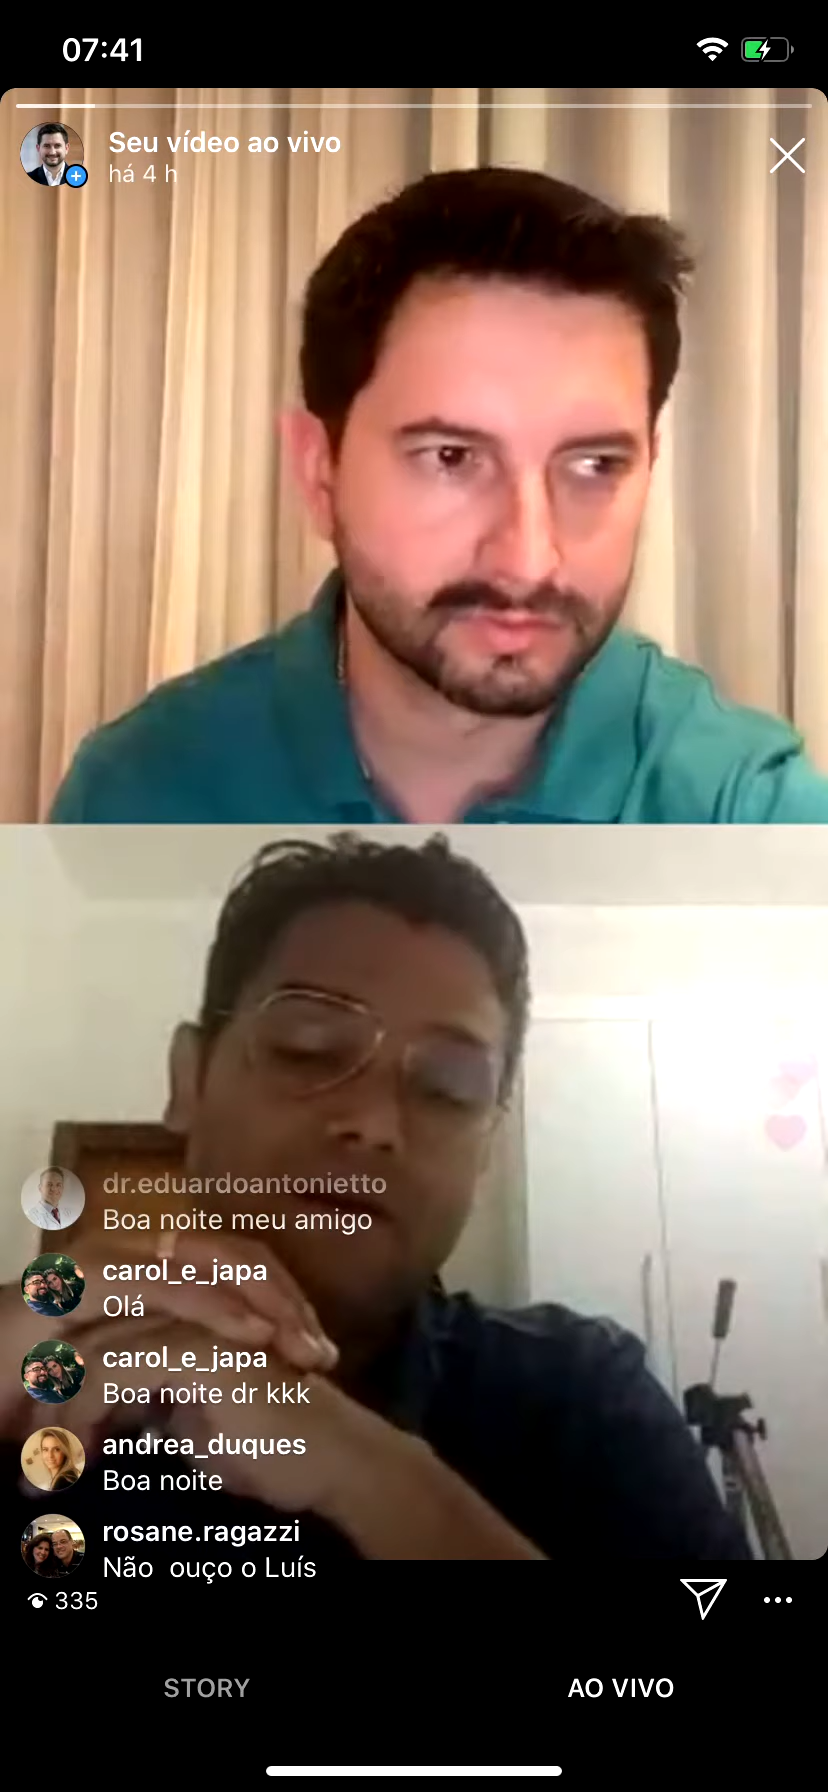 07:41
Seu vídeo ao vivo
há 4 h
dr.eduardoantonietto
Boa noite meu amigo
carol_e_japa
Olá
carol_e_japa
Boa noite dr kkk
andrea_duques
Boa noite
rosane.ragazzi
Não ouço o Luís
335
STORY
AO VIVO